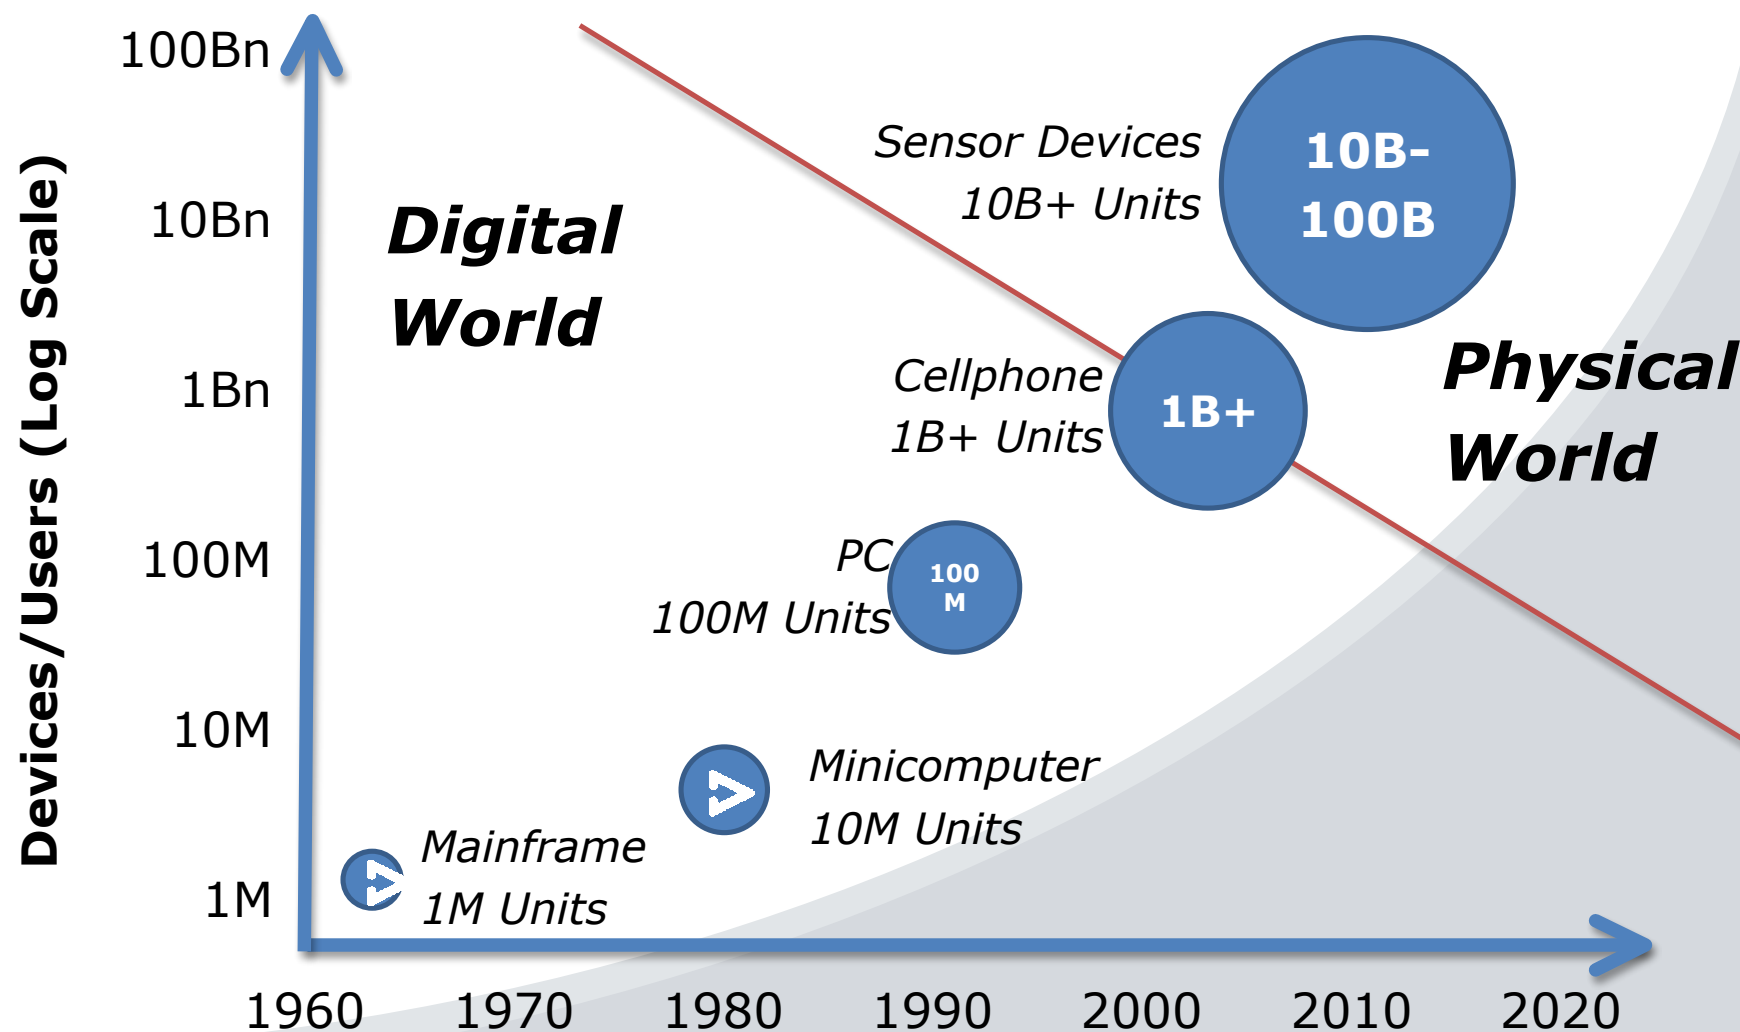 Devices/Users (Log Scale)
100Bn
10Bn
1Bn
100M
10M
1M
Digital
World
Sensor Devices
10B+ Units
10B-
100B
Physical
World
Cellphone
1B+ Units
1B+
PC
100M Units
100
M
Minicomputer
10M Units
Mainframe
1M Units
1960
1970
1980
1990
2000
2010
2020